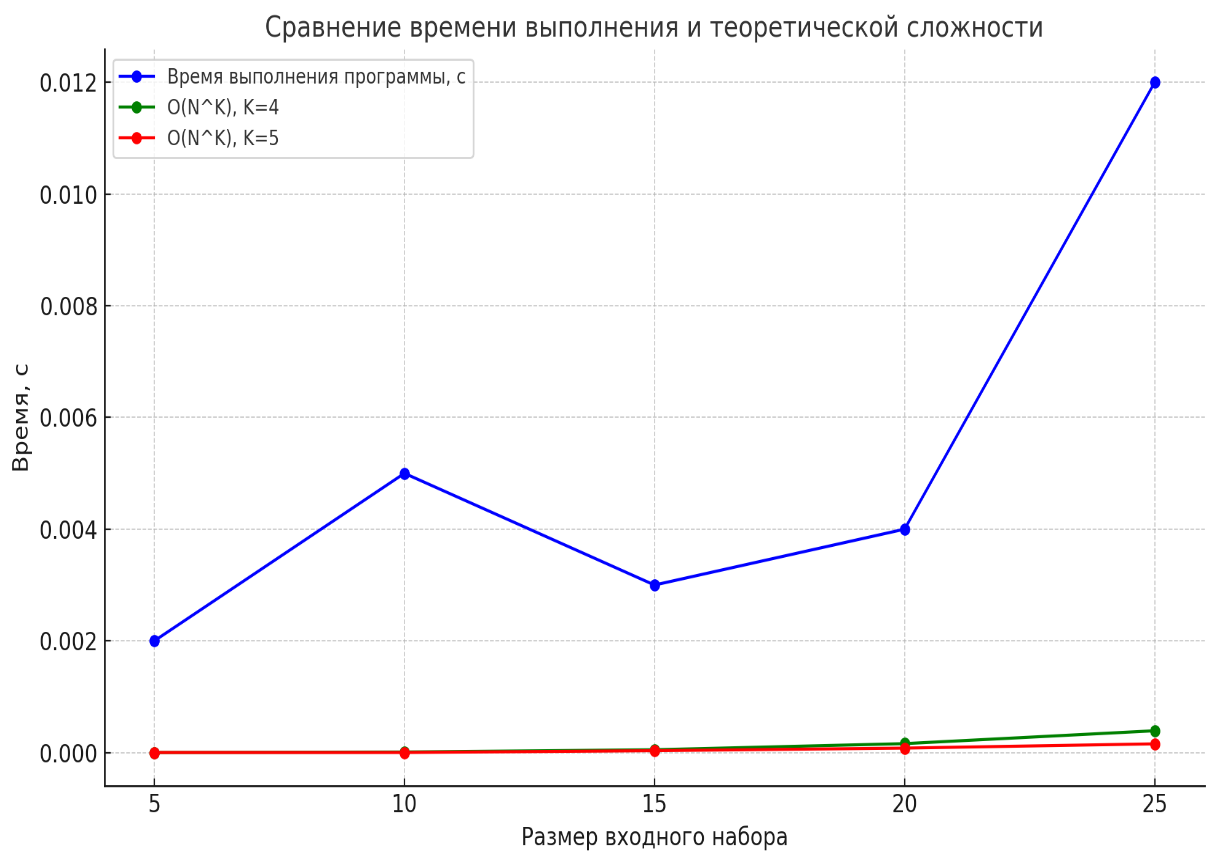 Сравнение времени выполнения и теоретической сложности
Время выполнения программы, с
O(N^K), K=4
O(N^K), K=5
0.012
0.010
0.008
0.006
0.004
0.002
0.000
Время, с
5 10 15 20 25
Размер входного набора